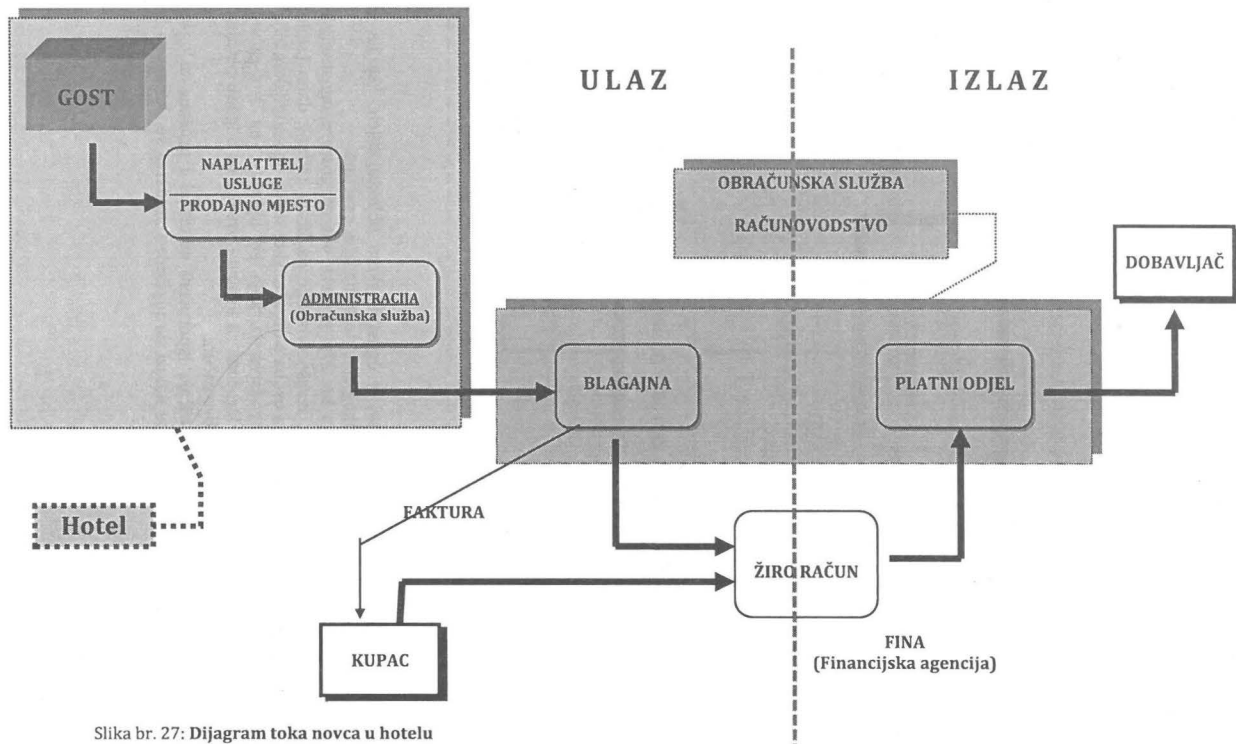 GOST
NAPLATITELJ
USLUGE
PRODAJNO MJESTO
ADMINISTRACIJA
(Obračunska služba)
Hotel
ULAZ
IZLAZ
OBRAČUNSKA SLUŽBA
RAČUNOVODSTVO
DOBAVLJAČ
BLAGAJNA
PLATNI ODJEL
FAKTURA
ŽIRO RAČUN
KUPAC
FINA
(Financijska agencija)
Slika br. 27: Dijagram toka novca u hotelu